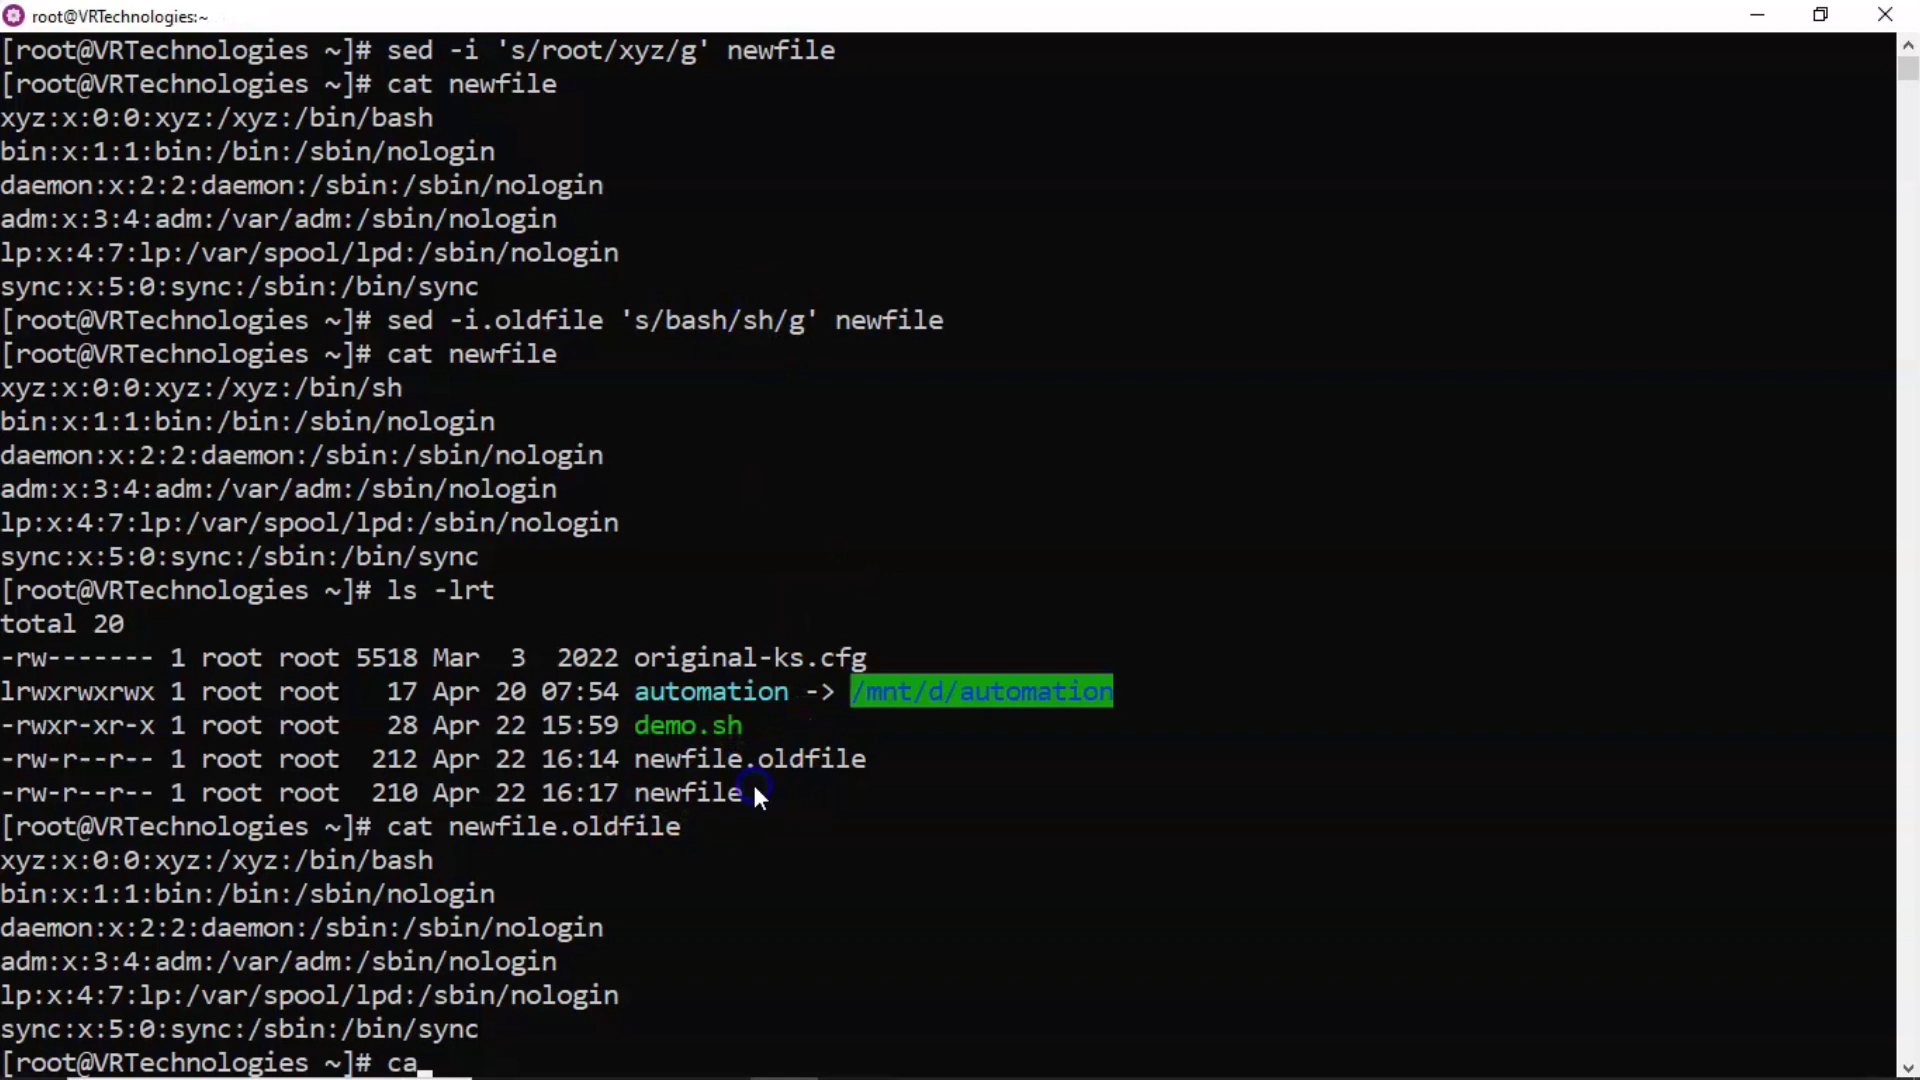 root@VRTechnologies:~
[root@VRTechnologies ~]# sed -i 's/root/xyz/g' newfile
[root@VRTechnologies ~]# cat newfile
xyz:x:0:0:xyz:/xyz:/bin/bash
bin:x:1:1:bin:/bin:/sbin/nologin
daemon:x:2:2:daemon:/sbin:/sbin/nologin
adm:x:3:4:adm:/var/adm:/sbin/nologin
lp:x:4:7:lp:/var/spool/lpd:/sbin/nologin
sync:x:5:0:sync:/sbin:/bin/sync
[root@VRTechnologies ~]# sed -i.oldfile 's/bash/sh/g' newfile
[root@VRTechnologies ~]# cat newfile
xyz:x:0:0:xyz:/xyz:/bin/sh
bin:x:1:1:bin:/bin:/sbin/nologin
daemon:x:2:2:daemon:/sbin:/sbin/nologin
adm:x:3:4:adm:/var/adm:/sbin/nologin
lp:x:4:7:lp:/var/spool/lpd:/sbin/nologin
sync:x:5:0:sync:/sbin:/bin/sync
[root@VRTechnologies ~]# ls -lrt
total 20
-rw------- 1 root root 5518 Mar  3  2022 original-ks.cfg
lrwxrwxrwx 1 root root   17 Apr 20 07:54 automation -> /mnt/d/automation
-rwxr-xr-x 1 root root   28 Apr 22 15:59 demo.sh
-rw-r--r-- 1 root root  212 Apr 22 16:14 newfile.oldfile
-rw-r--r-- 1 root root  210 Apr 22 16:17 newfile
[root@VRTechnologies ~]# cat newfile.oldfile
xyz:x:0:0:xyz:/xyz:/bin/bash
bin:x:1:1:bin:/bin:/sbin/nologin
daemon:x:2:2:daemon:/sbin:/sbin/nologin
adm:x:3:4:adm:/var/adm:/sbin/nologin
lp:x:4:7:lp:/var/spool/lpd:/sbin/nologin
sync:x:5:0:sync:/sbin:/bin/sync
[root@VRTechnologies ~]# ca